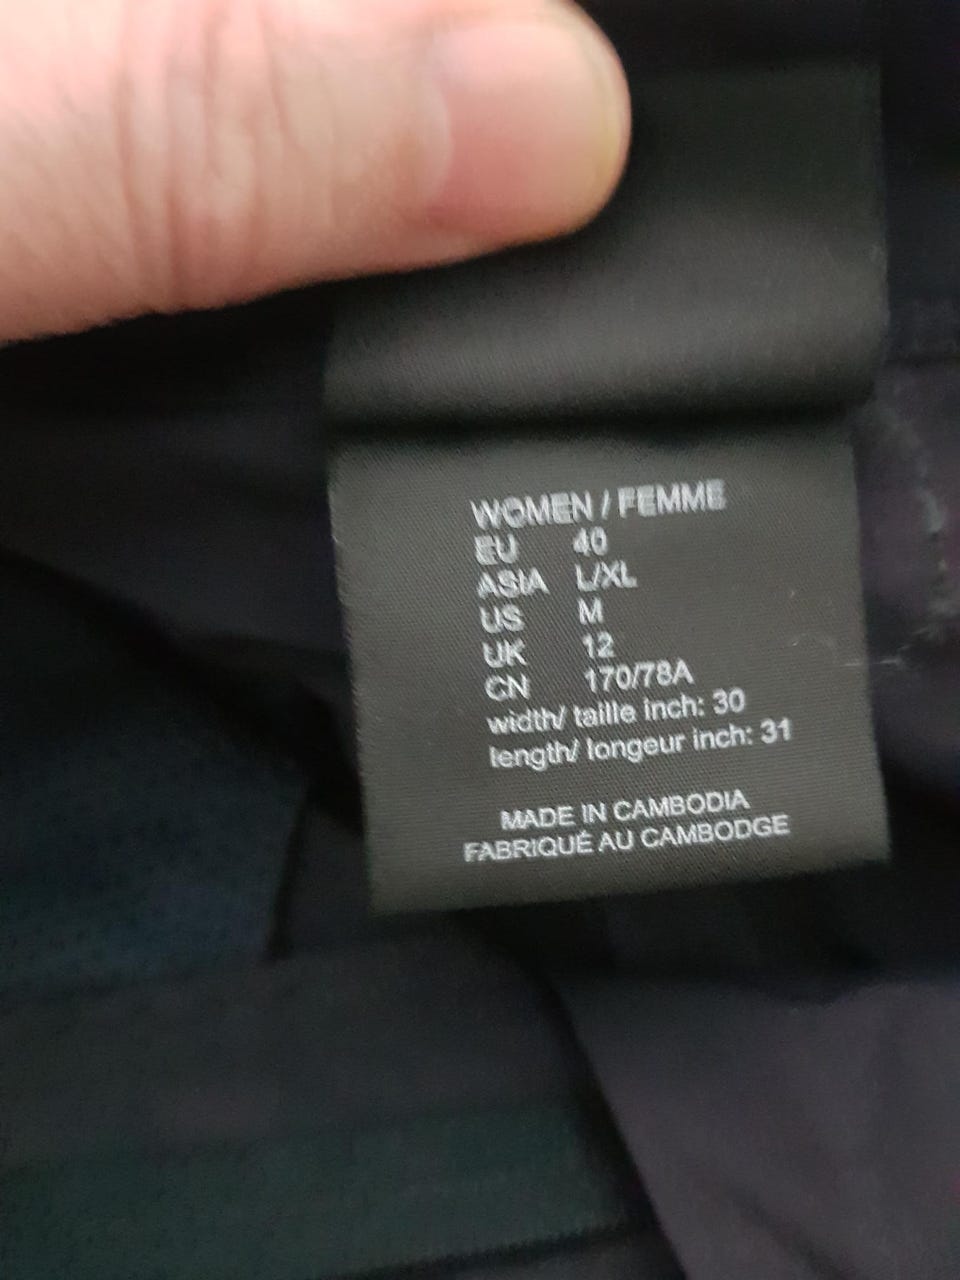 WOMEN / FEMME
EU 40
ASIA L/XL
US M
UK 12
CN 170/78A
width/ taille inch: 30
length/ longeur inch: 31
MADE IN CAMBODIA
FABRIQUÉ AU CAMBODGE